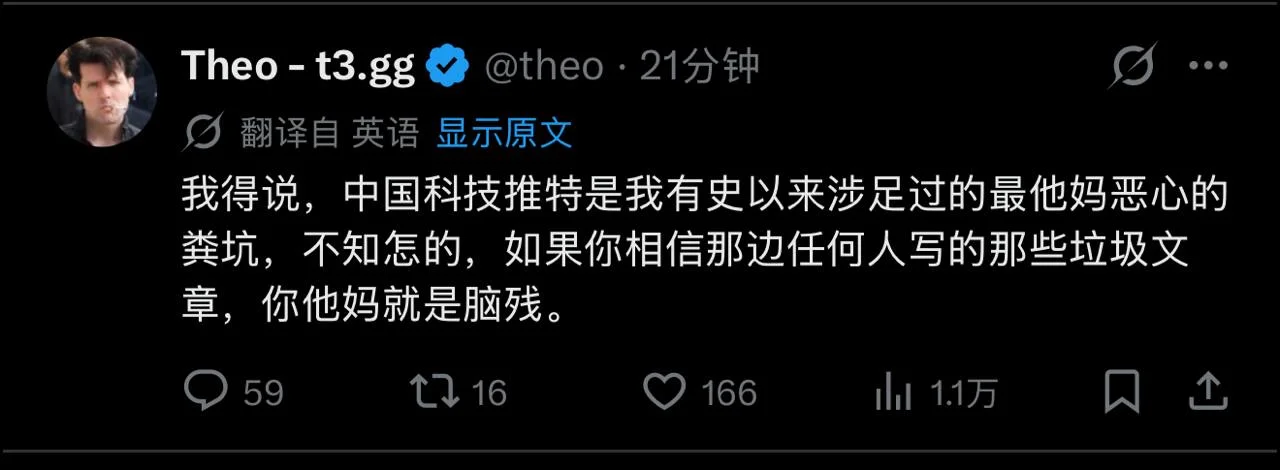 Theo - t3.gg @theo · 21分钟
翻译自 英语 显示原文
我得说，中国科技推特是我有史以来涉足过的最他妈恶心的
粪坑，不知怎的，如果你相信那边任何人写的那些垃圾文
章，你他妈就是脑残。
59 16 166 1.1万